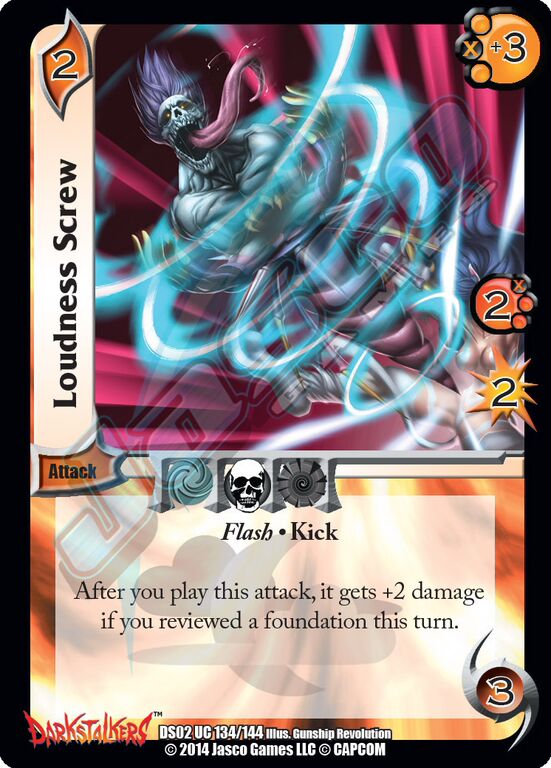 2
x +3
Loudness Screw
2 x
2
Attack
Flash • Kick
After you play this attack, it gets +2 damage
if you reviewed a foundation this turn.
3
DARKSTALKERS™
DS02 UC 134/144 Illus. Gunship Revolution
© 2014 Jasco Games LLC © CAPCOM